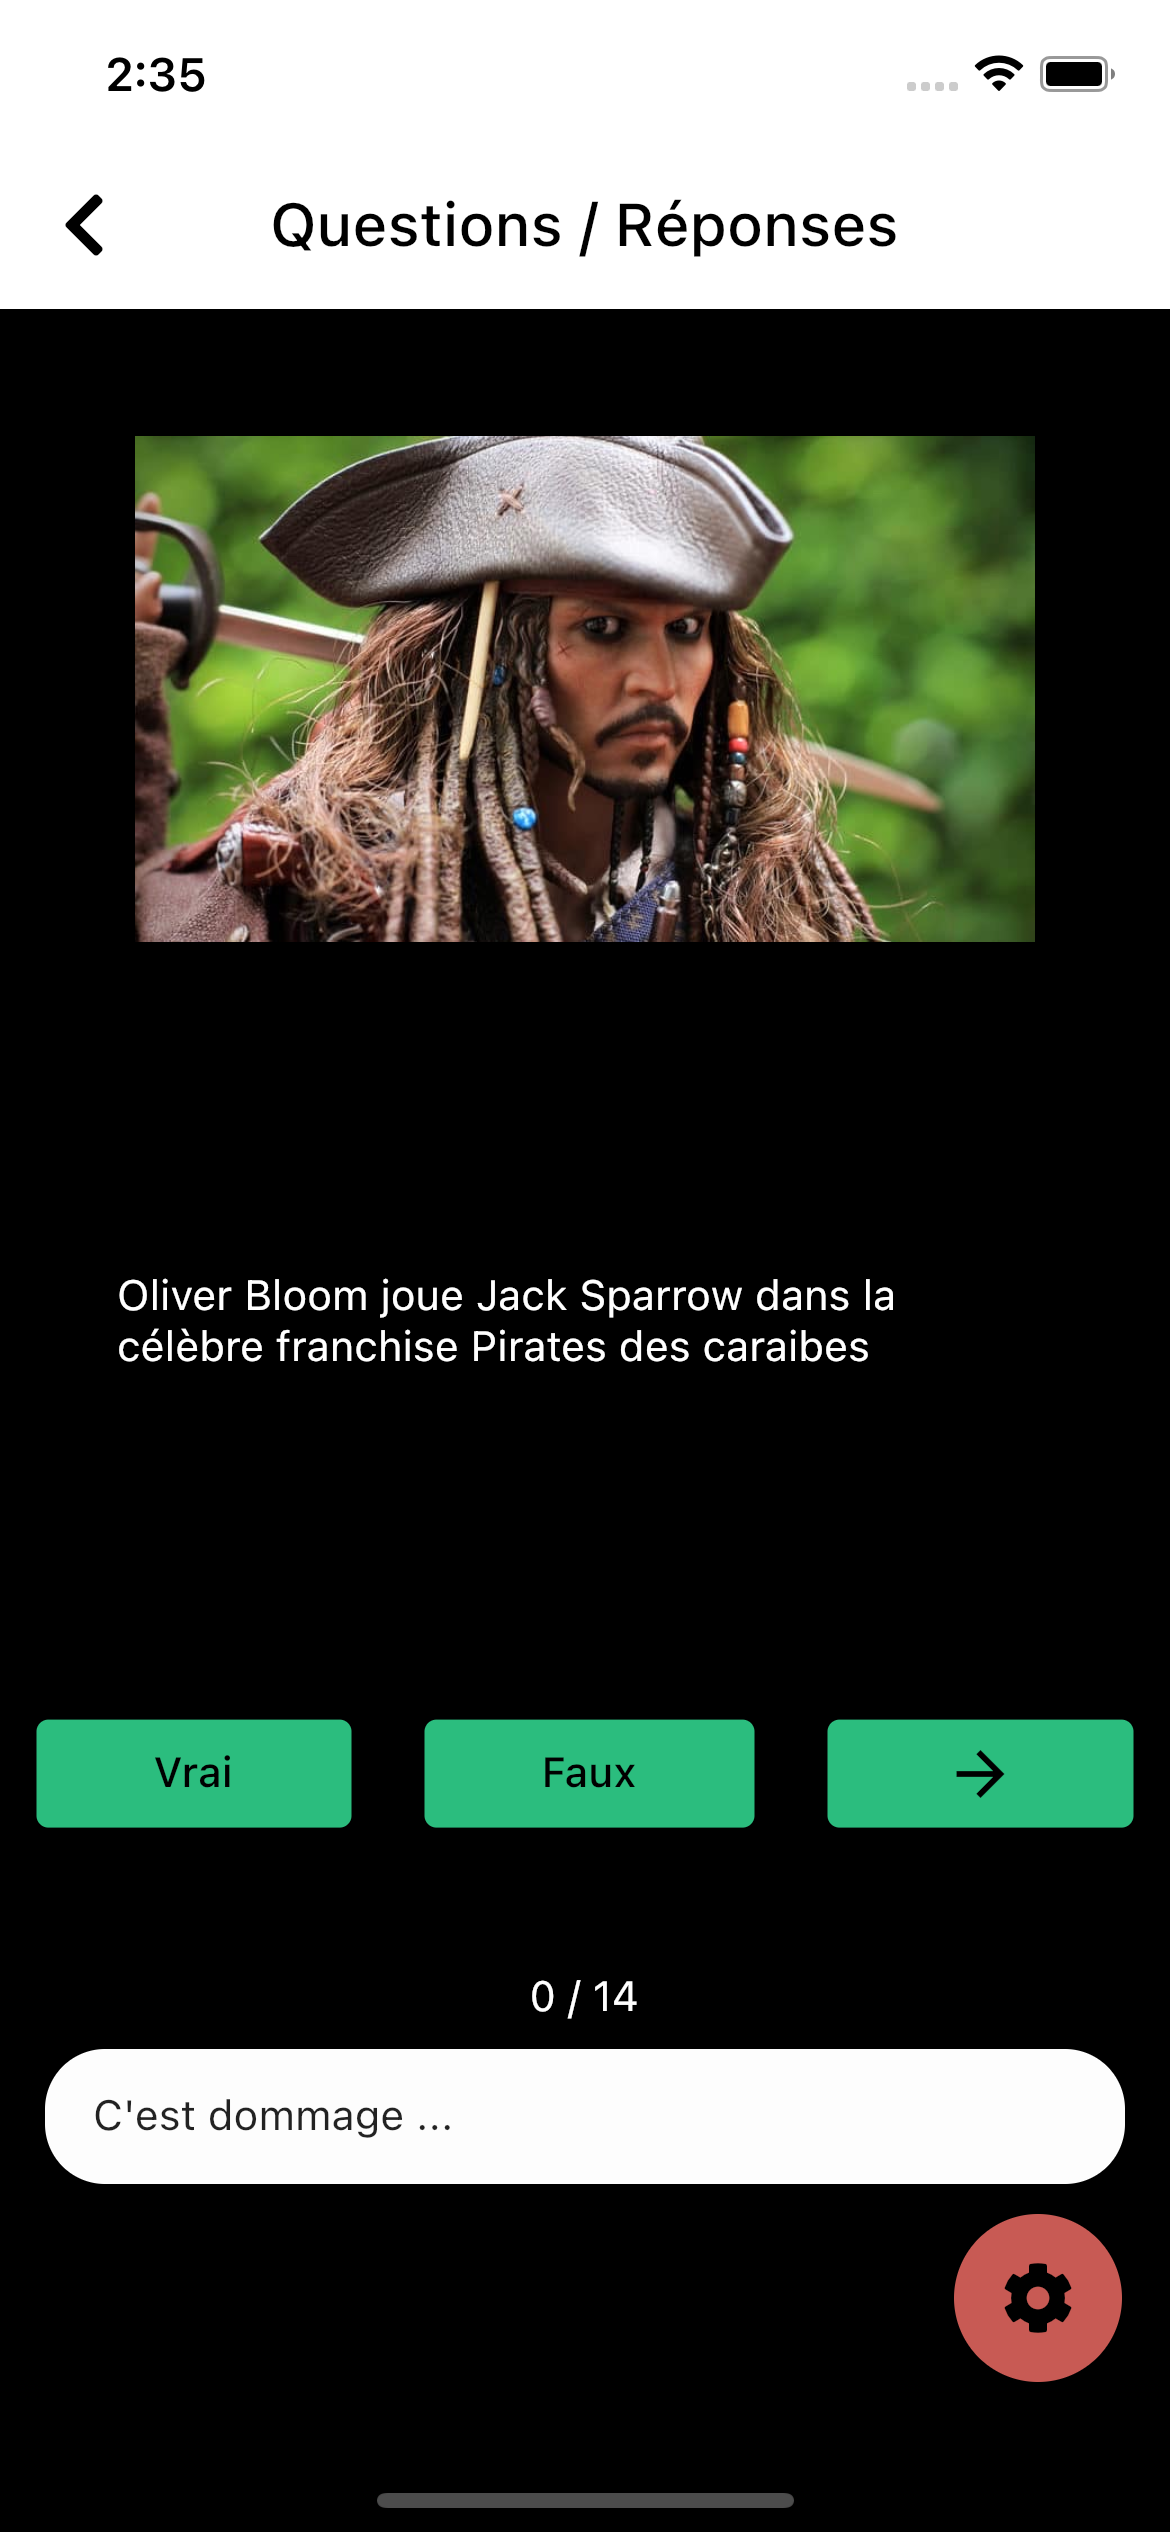 2:35
Questions / Réponses
Oliver Bloom joue Jack Sparrow dans la
célèbre franchise Pirates des caraibes
Vrai
Faux
0 / 14
C'est dommage ...